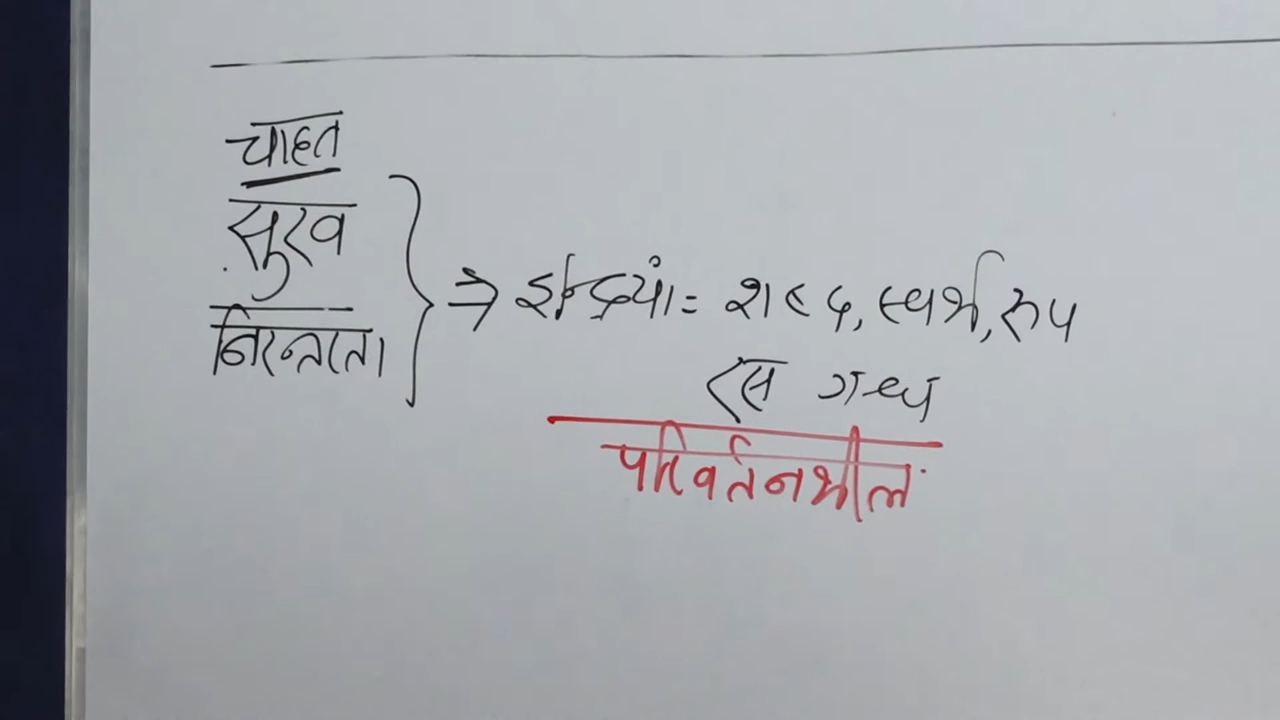 चाहत
सुख
निरन्तरता
⇒ इन्द्रियां = शब्द, स्पर्श, रूप
रस गन्ध
परिवर्तनशील